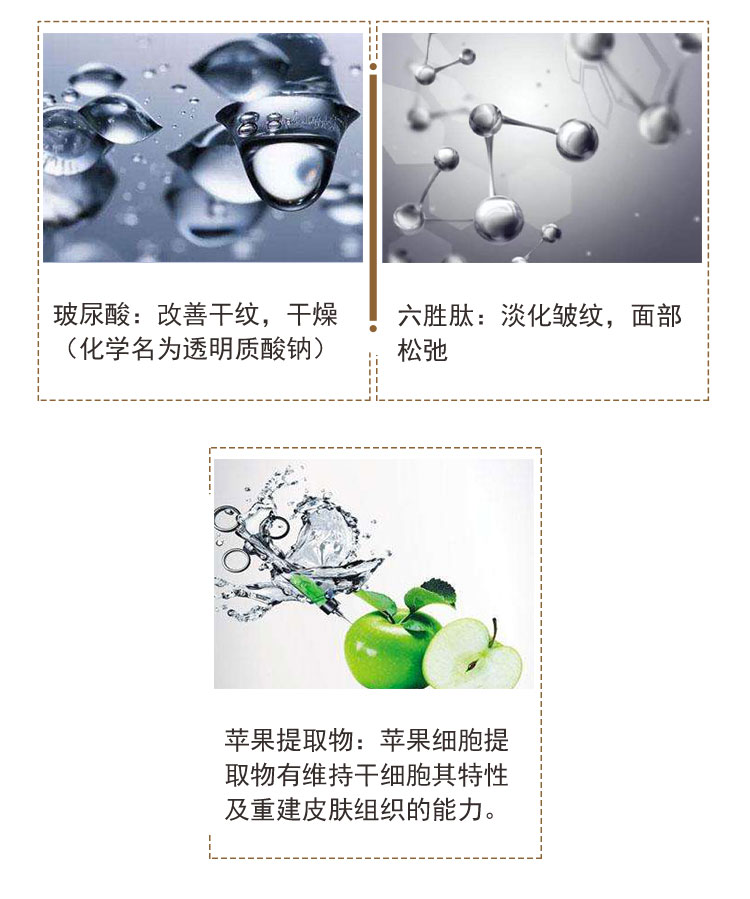 玻尿酸：改善干纹，干燥
（化学名为透明质酸钠）
六胜肽：淡化皱纹，面部
松弛
苹果提取物：苹果细胞提
取物有维持干细胞其特性
及重建皮肤组织的能力。